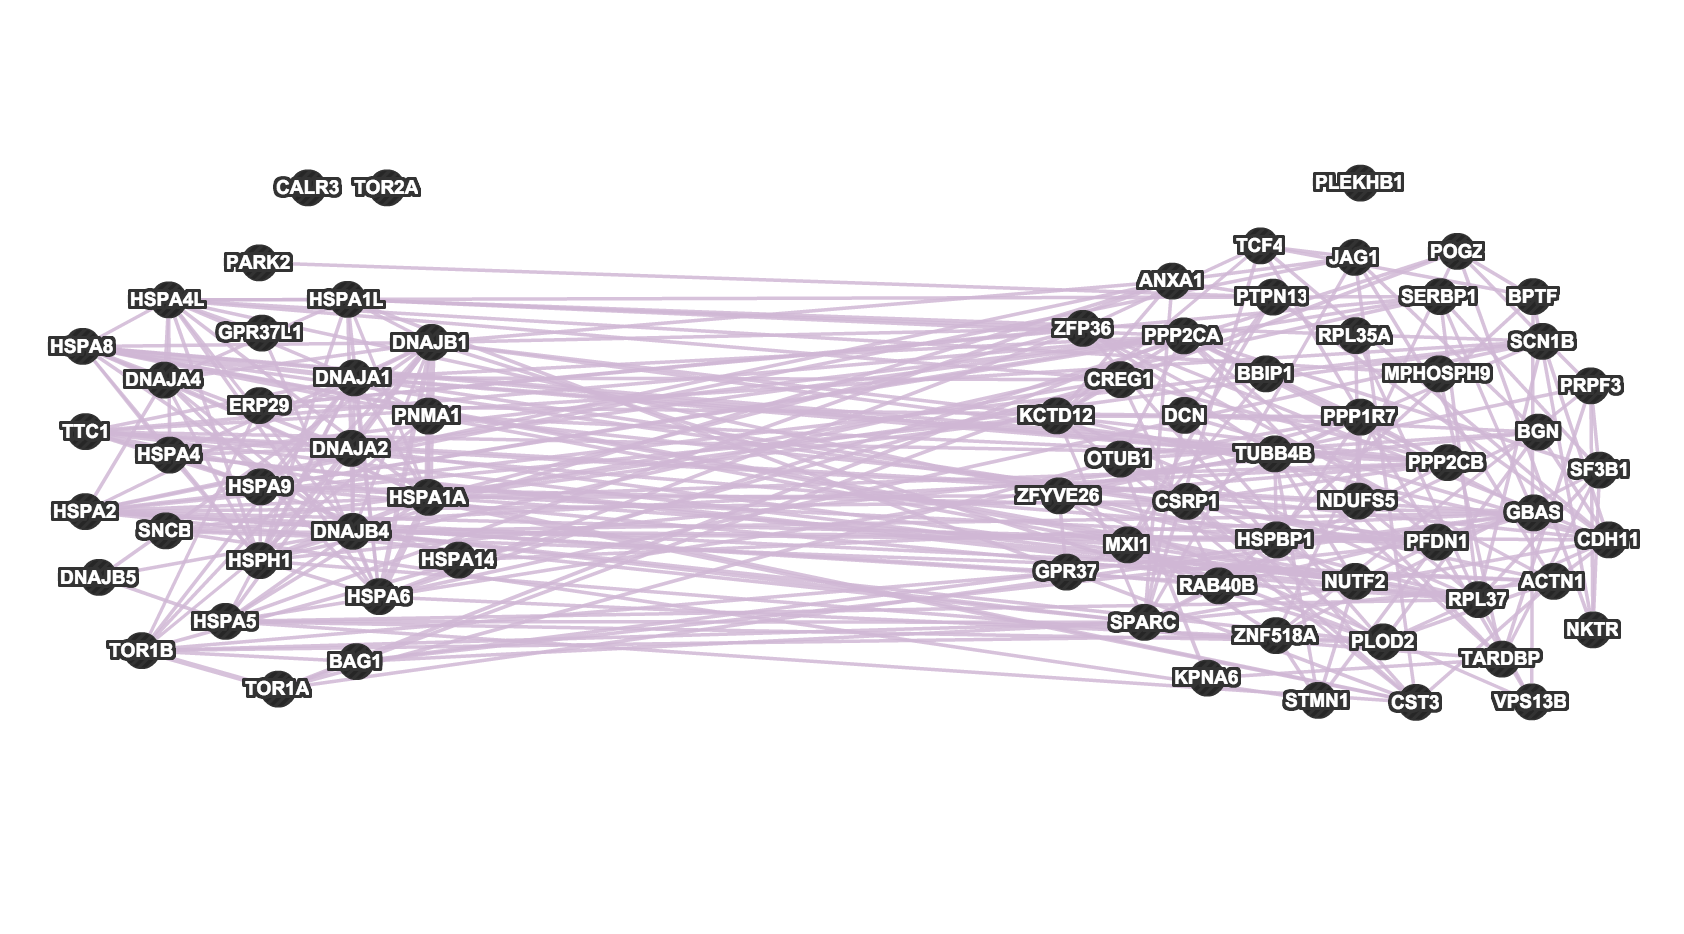 CALR3
TOR2A
PARK2
HSPA4L
HSPA1L
GPR37L1
HSPA8
DNAJB1
DNAJA4
DNAJA1
ERP29
PNMA1
TTC1
HSPA4
DNAJA2
HSPA9
HSPA1A
HSPA2
SNCB
DNAJB4
HSPH1
HSPA14
DNAJB5
HSPA6
HSPA5
TOR1B
BAG1
TOR1A
PLEKHB1
TCF4
JAG1
POGZ
ANXA1
PTPN13
SERBP1
BPTF
ZFP36
PPP2CA
RPL35A
SCN1B
CREG1
BBIP1
MPHOSPH9
PRPF3
KCTD12
DCN
PPP1R7
BGN
OTUB1
TUBB4B
PPP2CB
SF3B1
ZFYVE26
CSRP1
NDUFS5
GBAS
MXI1
HSPBP1
PFDN1
CDH11
GPR37
RAB40B
NUTF2
ACTN1
RPL37
SPARC
ZNF518A
PLOD2
NKTR
TARDBP
KPNA6
STMN1
CST3
VPS13B